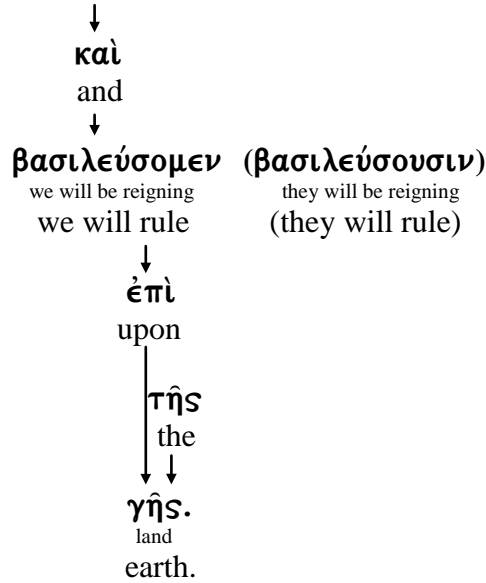 καὶ
and
βασιλεύσομεν (βασιλεύσουσιν)
we will be reigning they will be reigning
we will rule (they will rule)
ἐπὶ
upon
τῆς
the
γῆς.
land
earth.